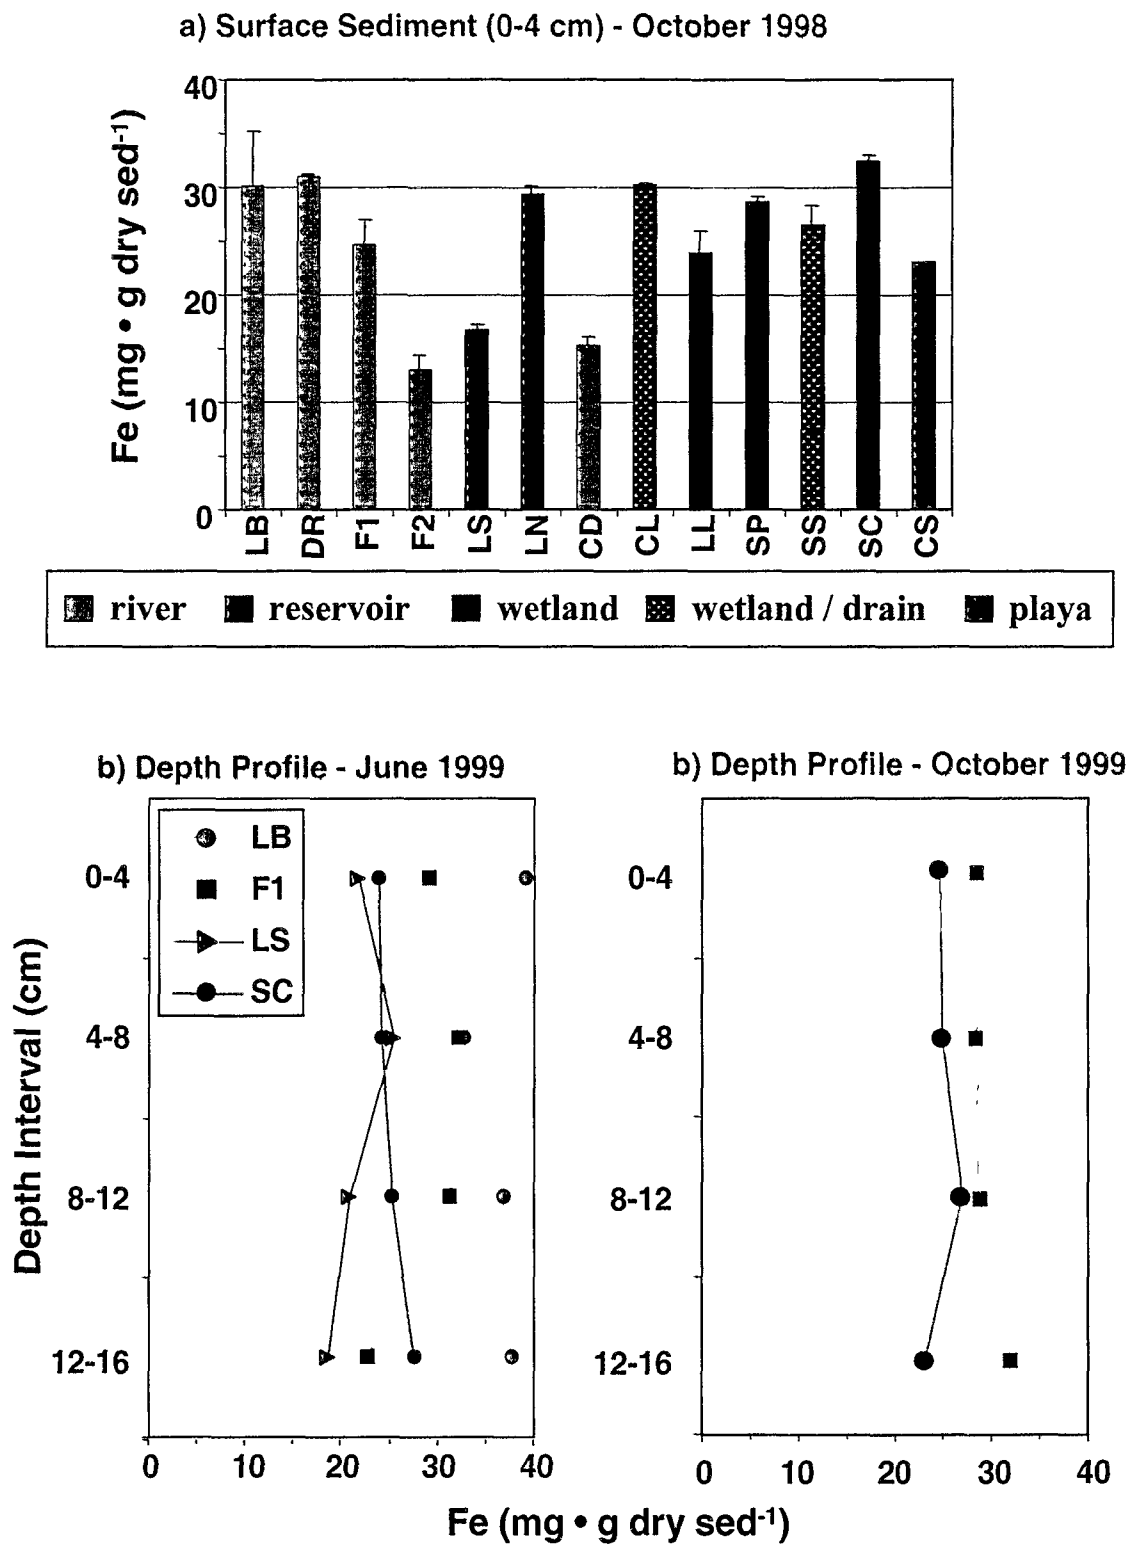 a) Surface Sediment (0-4 cm) - October 1998
Fe (mg • g dry sed-1)
40
30
20
10
0
LB DR F1 F2 LS LN CD CL LL SP SS SC CS
river reservoir wetland wetland / drain playa
b) Depth Profile - June 1999
b) Depth Profile - October 1999
LB
F1
LS
SC
Depth Interval (cm)
0-4
4-8
8-12
12-16
0-4
4-8
8-12
12-16
0 10 20 30 40
0 10 20 30 40
Fe (mg • g dry sed-1)